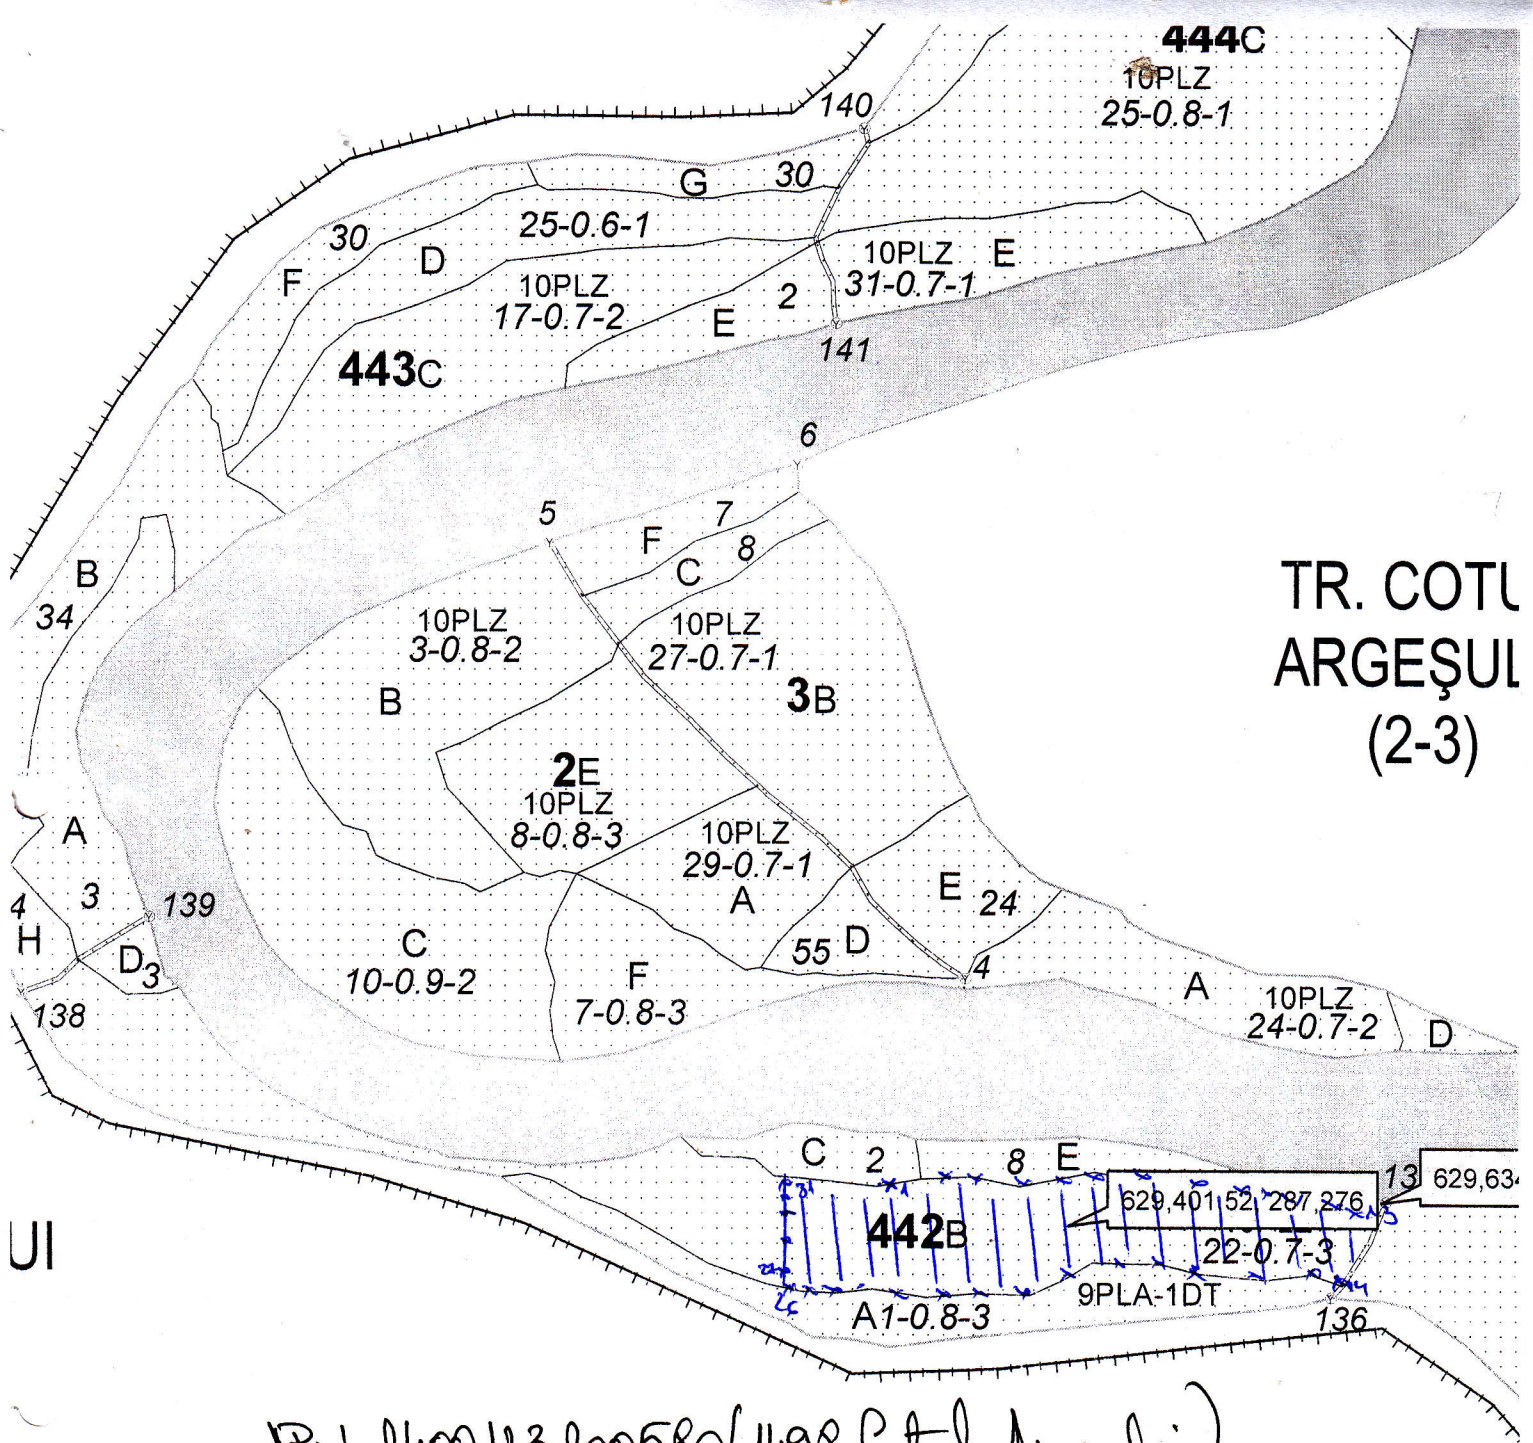 444C
10PLZ
25-0.8-1
140
G 30
25-0.6-1
30
D
F
10PLZ
17-0.7-2
10PLZ E
31-0.7-1
2
E
141
443C
6
5
7
F
8
C
B
34
10PLZ
3-0.8-2
10PLZ
27-0.7-1
B
3B
TR. COTU
ARGEŞUL
(2-3)
2E
10PLZ
8-0.8-3
10PLZ
29-0.7-1
A
A
3
4
H
139
D3
138
C
10-0.9-2
F
7-0.8-3
E 24
55 D
4
A
10PLZ
24-0.7-2
D
C 2
8 E
13
629,634
629,401.52, 287,276
442B
22-0.7-3
UI
9PLA-1DT
A1-0.8-3
136